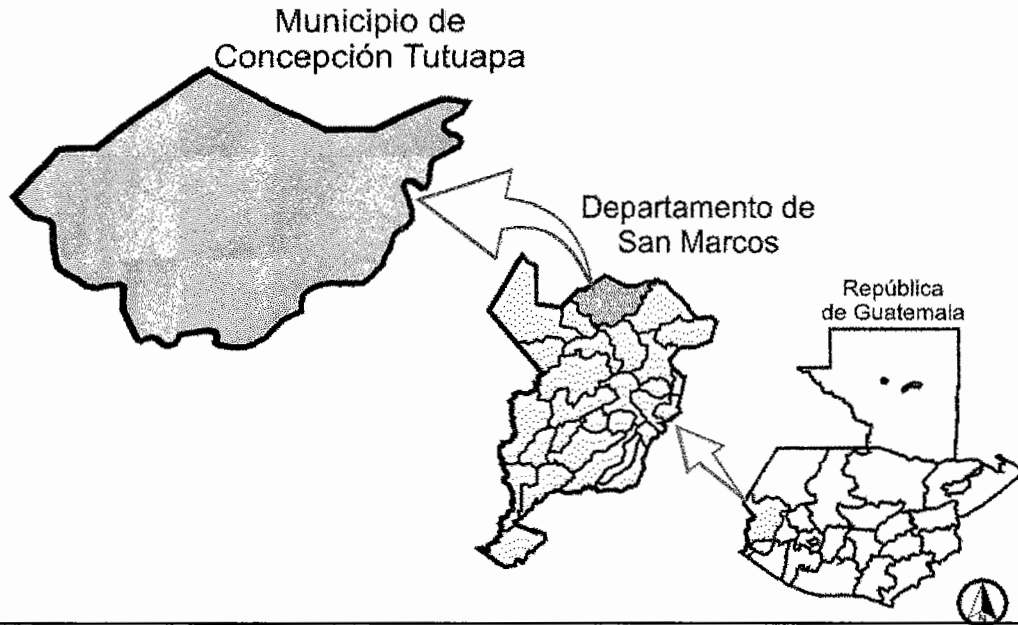 Municipio de
Concepción Tutuapa
Departamento de
San Marcos
República
de Guatemala
N